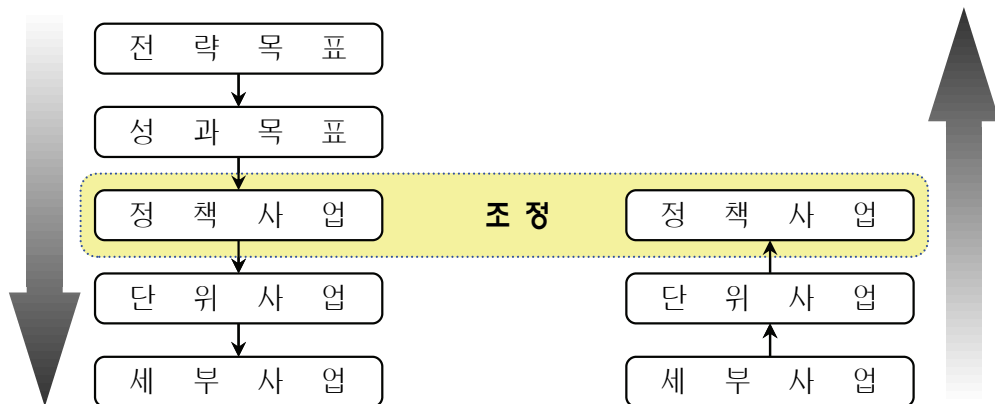 전 략 목 표
성 과 목 표
정 책 사 업 조 정 정 책 사 업
단 위 사 업 단 위 사 업
세 부 사 업 세 부 사 업